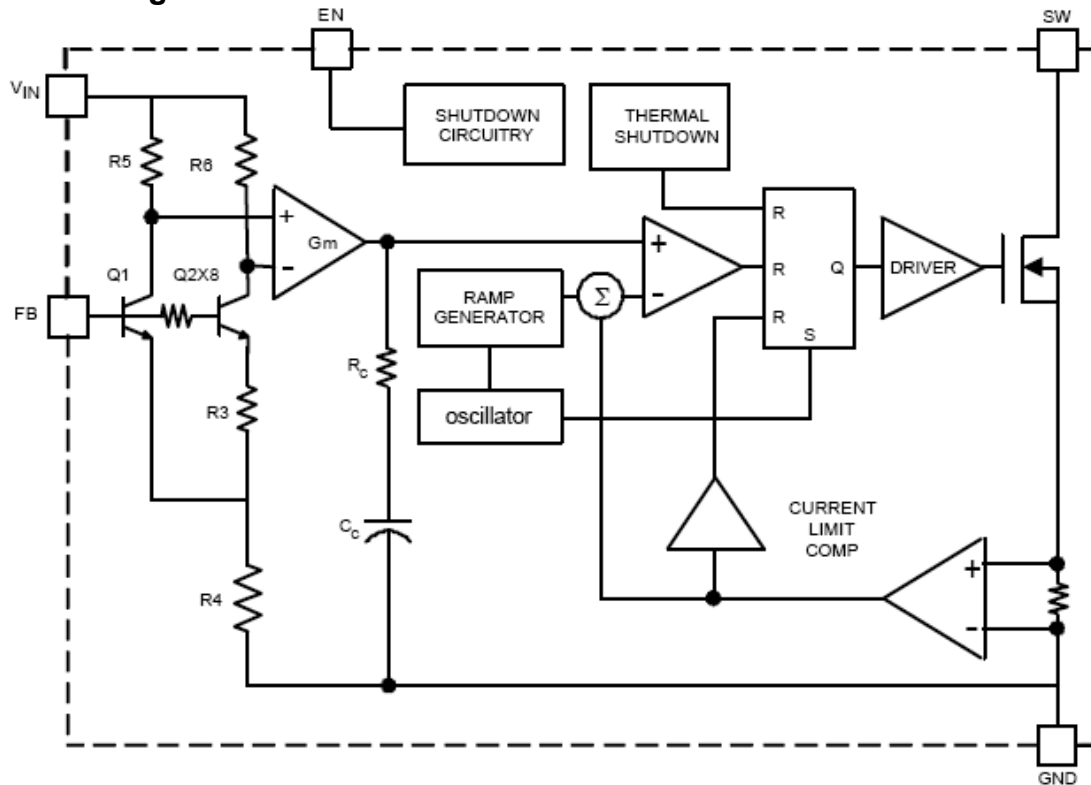 g
EN
SW
VIN
SHUTDOWN
CIRCUITRY
THERMAL
SHUTDOWN
R5
R6
+
Gm
-
R
R
R
Q
S
DRIVER
+
-
Q1
Q2X8
FB
RAMP
GENERATOR
Σ
Rc
R3
oscillator
Cc
CURRENT
LIMIT
COMP
R4
+
-
GND